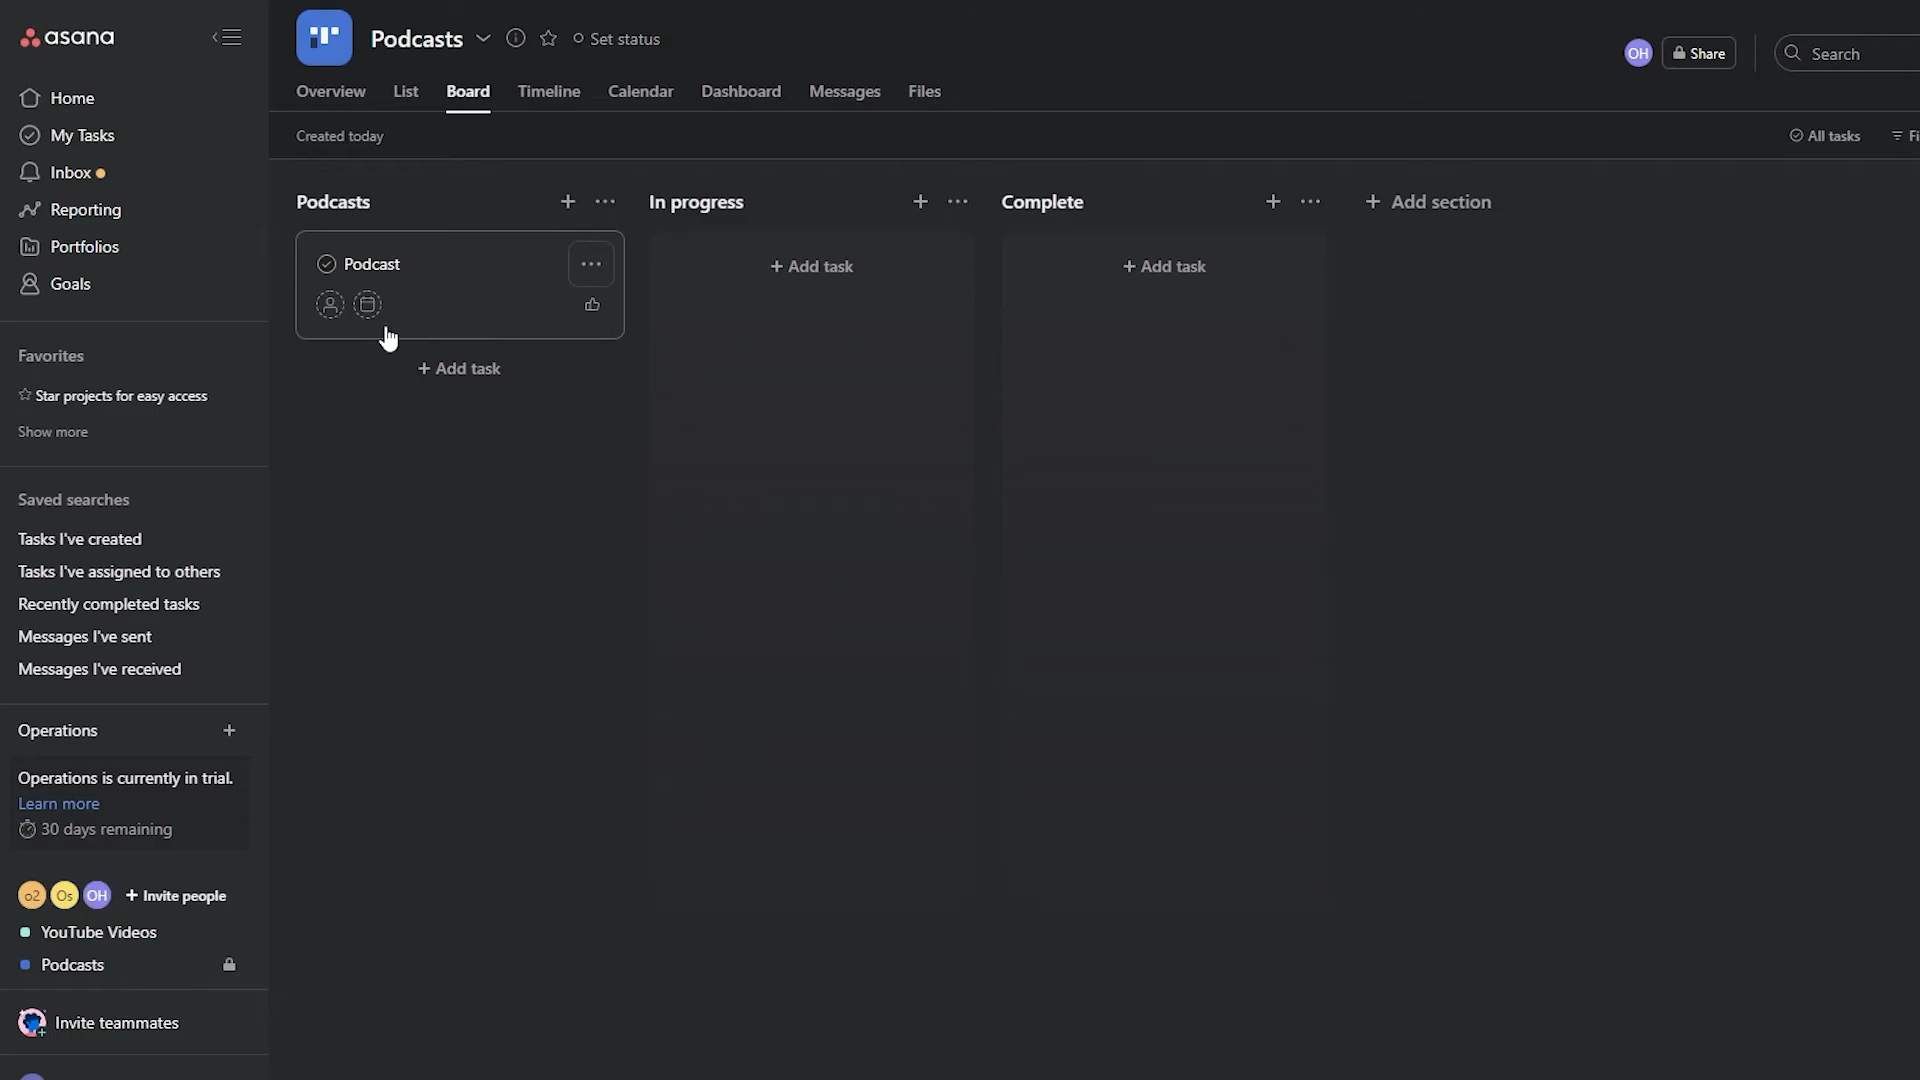 asana
Home
My Tasks
Inbox
Reporting
Portfolios
Goals
Favorites
Star projects for easy access
Show more
Saved searches
Tasks I've created
Tasks I've assigned to others
Recently completed tasks
Messages I've sent
Messages I've received
Operations +
Operations is currently in trial.
Learn more
30 days remaining
o2 Os OH + Invite people
YouTube Videos
Podcasts
Invite teammates
Podcasts Set status
OH Share Search
Overview List Board Timeline Calendar Dashboard Messages Files
Created today All tasks
Podcasts + ... In progress + ... Complete + ... + Add section
Podcast ...
+ Add task
+ Add task
+ Add task